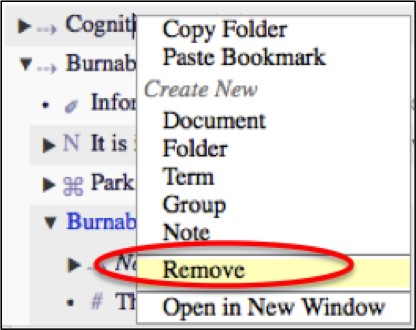 Cogniti
Copy Folder
Paste Bookmark
Burnab
Create New
Infor
Document
N It is
Folder
⌘ Park
Term
Group
Burnab
Note
Remove
# Th
Open in New Window